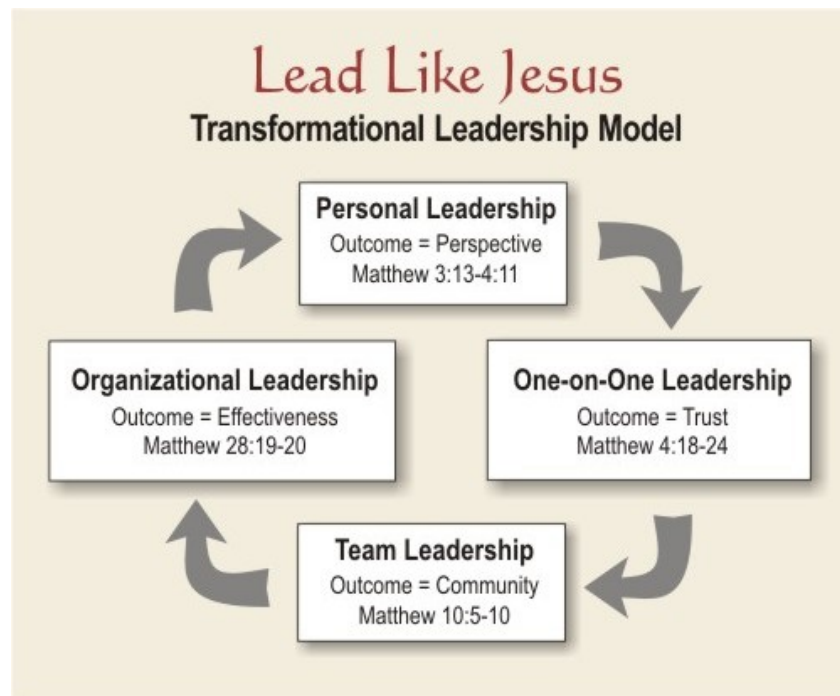 Lead Like Jesus
Transformational Leadership Model
Personal Leadership
Outcome = Perspective
Matthew 3:13-4:11
One-on-One Leadership
Outcome = Trust
Matthew 4:18-24
Team Leadership
Outcome = Community
Matthew 10:5-10
Organizational Leadership
Outcome = Effectiveness
Matthew 28:19-20